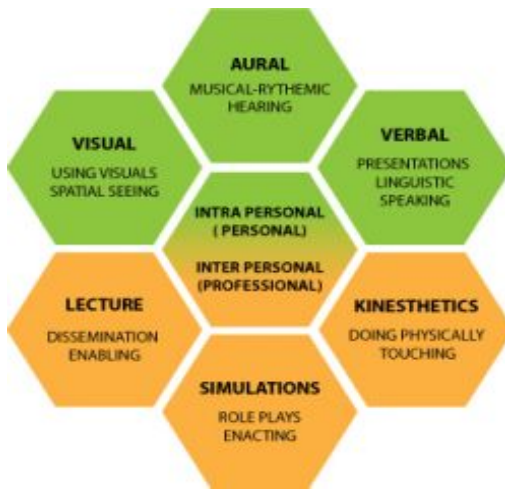 AURAL
MUSICAL-RYTHEMIC
HEARING
VISUAL
USING VISUALS
SPATIAL SEEING
VERBAL
PRESENTATIONS
LINGUISTIC
SPEAKING
INTRA PERSONAL
( PERSONAL)
INTER PERSONAL
(PROFESSIONAL)
LECTURE
DISSEMINATION
ENABLING
KINESTHETICS
DOING PHYSICALLY
TOUCHING
SIMULATIONS
ROLE PLAYS
ENACTING